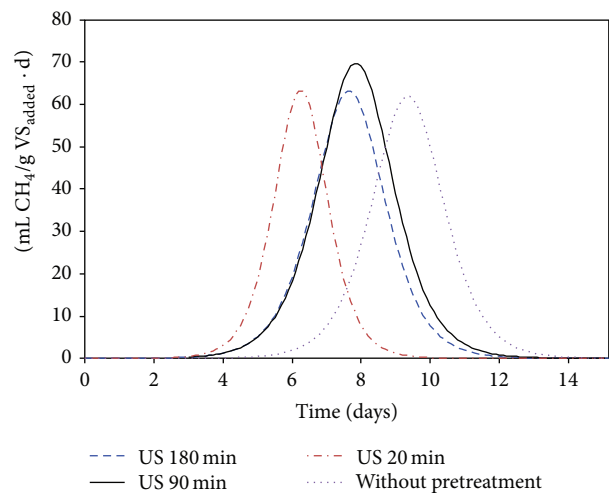 (mL CH4/g VSadded · d)
80
70
60
50
40
30
20
10
0
0 2 4 6 8 10 12 14
Time (days)
US 180 min US 20 min
US 90 min Without pretreatment